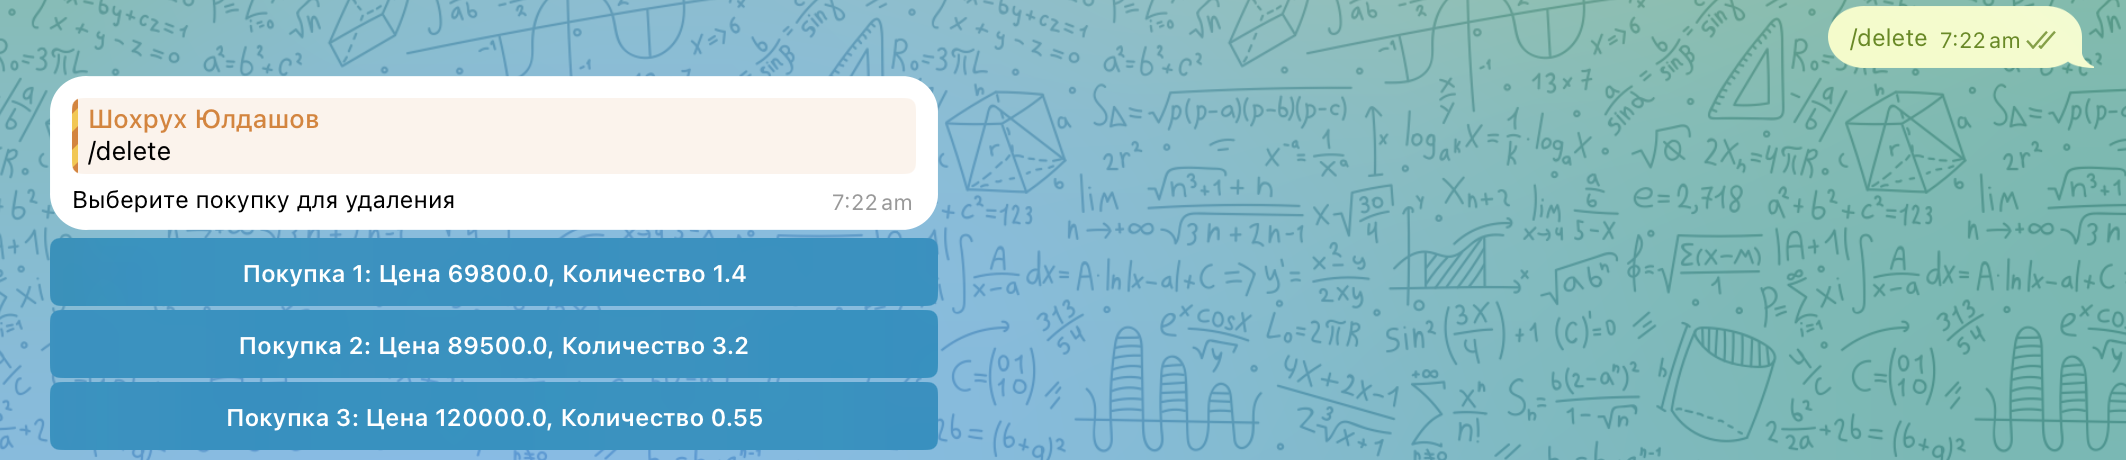 /delete 7:22 am
Шохрух Юлдашов
/delete
Выберите покупку для удаления 7:22 am
Покупка 1: Цена 69800.0, Количество 1.4
Покупка 2: Цена 89500.0, Количество 3.2
Покупка 3: Цена 120000.0, Количество 0.55